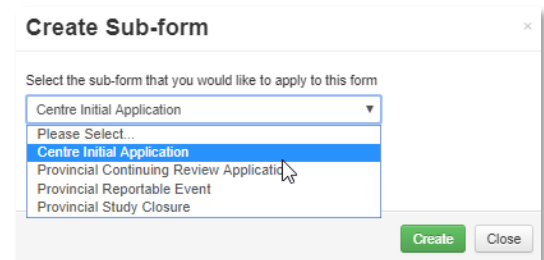 Create Sub-form
×
Select the sub-form that you would like to apply to this form
Centre Initial Application
Please Select...
Centre Initial Application
Provincial Continuing Review Application
Provincial Reportable Event
Provincial Study Closure
Create Close